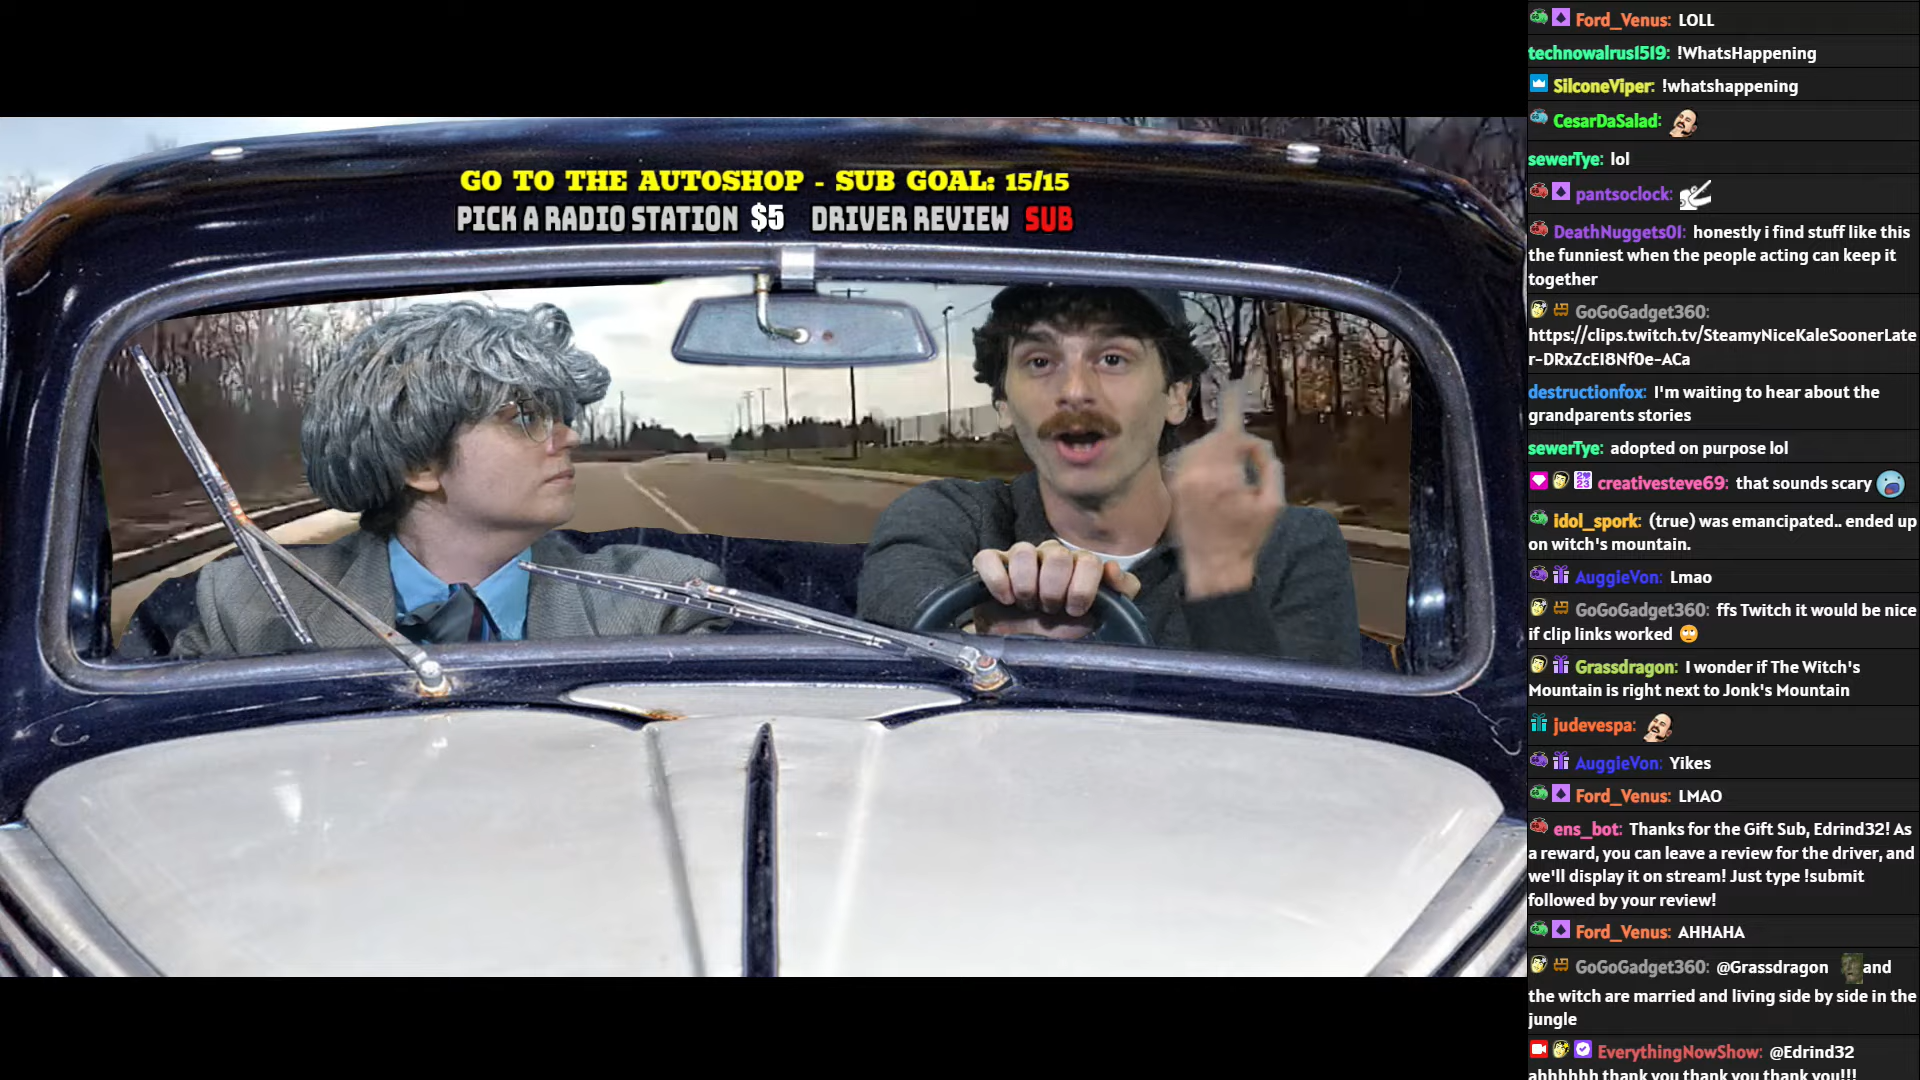 GO TO THE AUTOSHOP - SUB GOAL: 15/15
PICK A RADIO STATION $5 DRIVER REVIEW SUB
Ford_Venus: LOLL
technowalrus1519: !WhatsHappening
SilconeViper: !whatshappening
CesarDaSalad:
sewerTye: lol
pantsoclock:
DeathNuggets01: honestly i find stuff like this
the funniest when the people acting can keep it
together
GoGoGadget360:
https://clips.twitch.tv/SteamyNiceKaleSoonerLate
r-DRxZcEI8Nf0e-ACa
destructionfox: I'm waiting to hear about the
grandparents stories
sewerTye: adopted on purpose lol
creativesteve69: that sounds scary
idol_spork: (true) was emancipated.. ended up
on witch's mountain.
AuggieVon: Lmao
GoGoGadget360: ffs Twitch it would be nice
if clip links worked 🙄
Grassdragon: I wonder if The Witch's
Mountain is right next to Jonk's Mountain
judevespa:
AuggieVon: Yikes
Ford_Venus: LMAO
ens_bot: Thanks for the Gift Sub, Edrind32! As
a reward, you can leave a review for the driver, and
we'll display it on stream! Just type !submit
followed by your review!
Ford_Venus: AHHAHA
GoGoGadget360: @Grassdragon and
the witch are married and living side by side in the
jungle
EverythingNowShow: @Edrind32
ahhhhhh thank you thank you thank you!!!